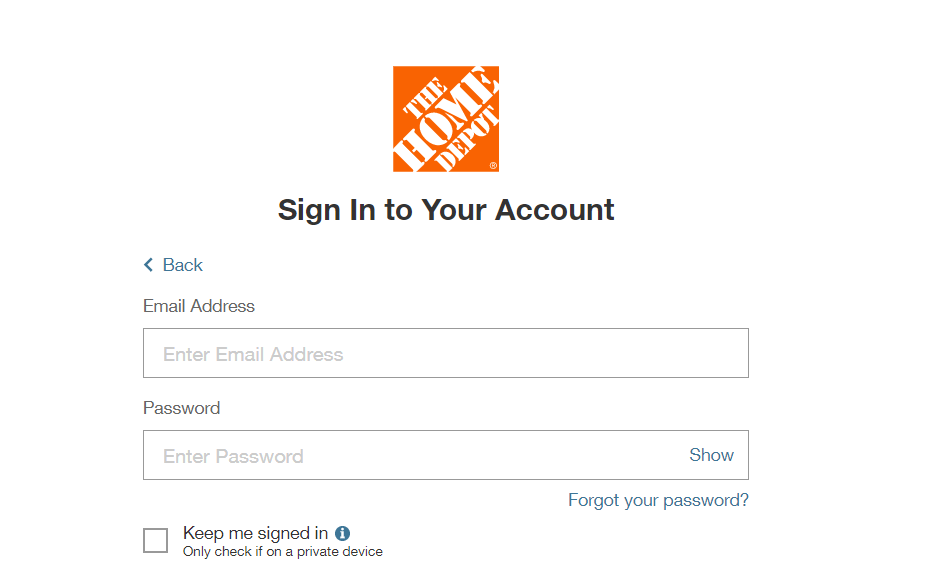 THE
HOME
DEPOT
®
Sign In to Your Account
Back
Email Address
Enter Email Address
Password
Enter Password Show
Forgot your password?
Keep me signed in
Only check if on a private device